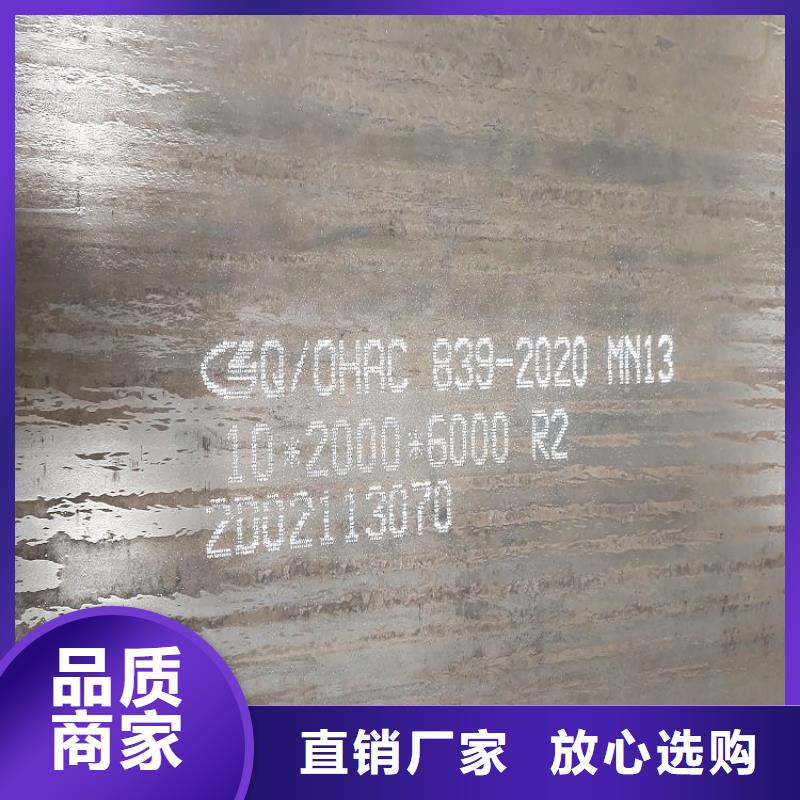 Q/OHAC 839-2020 MN13
10*2000*6000 R2
2D02113070
品质
商家
直销厂家 放心选购